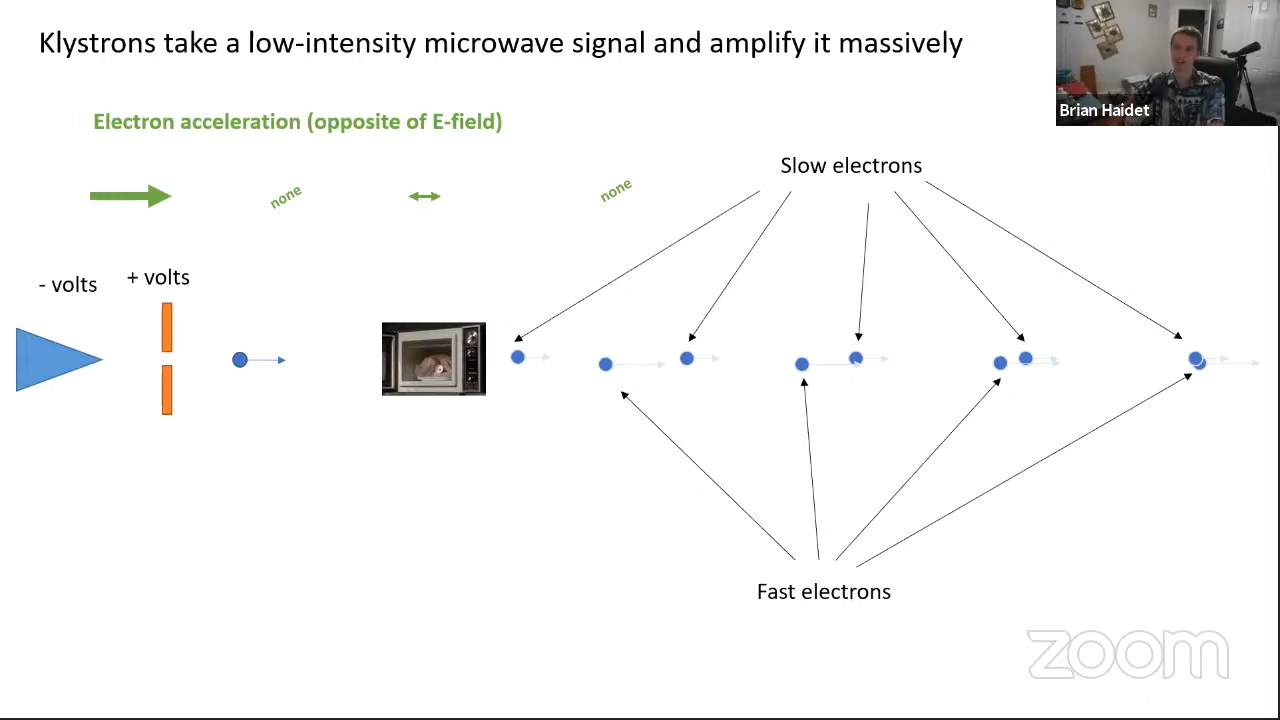 Klystrons take a low-intensity microwave signal and amplify it massively
Brian Haidet
Electron acceleration (opposite of E-field)
Slow electrons
none
none
- volts
+ volts
Fast electrons
zoom